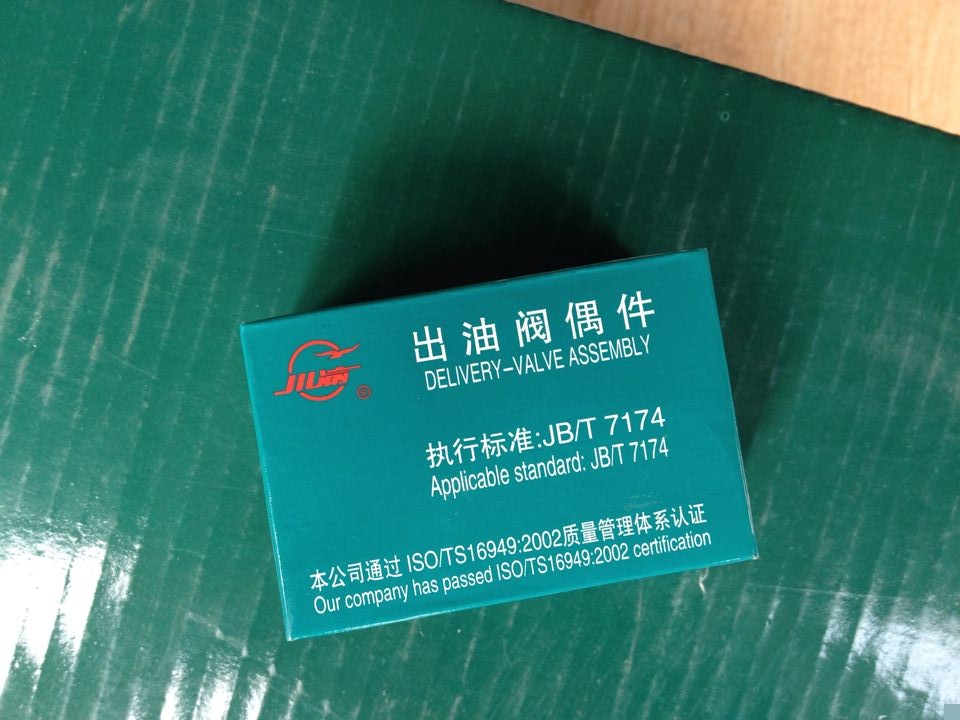 出油阀偶件
DELIVERY-VALVE ASSEMBLY
执行标准:JB/T 7174
Applicable standard: JB/T 7174
本公司通过 ISO/TS16949:2002质量管理体系认证
Our company has passed ISO/TS16949:2002 certification